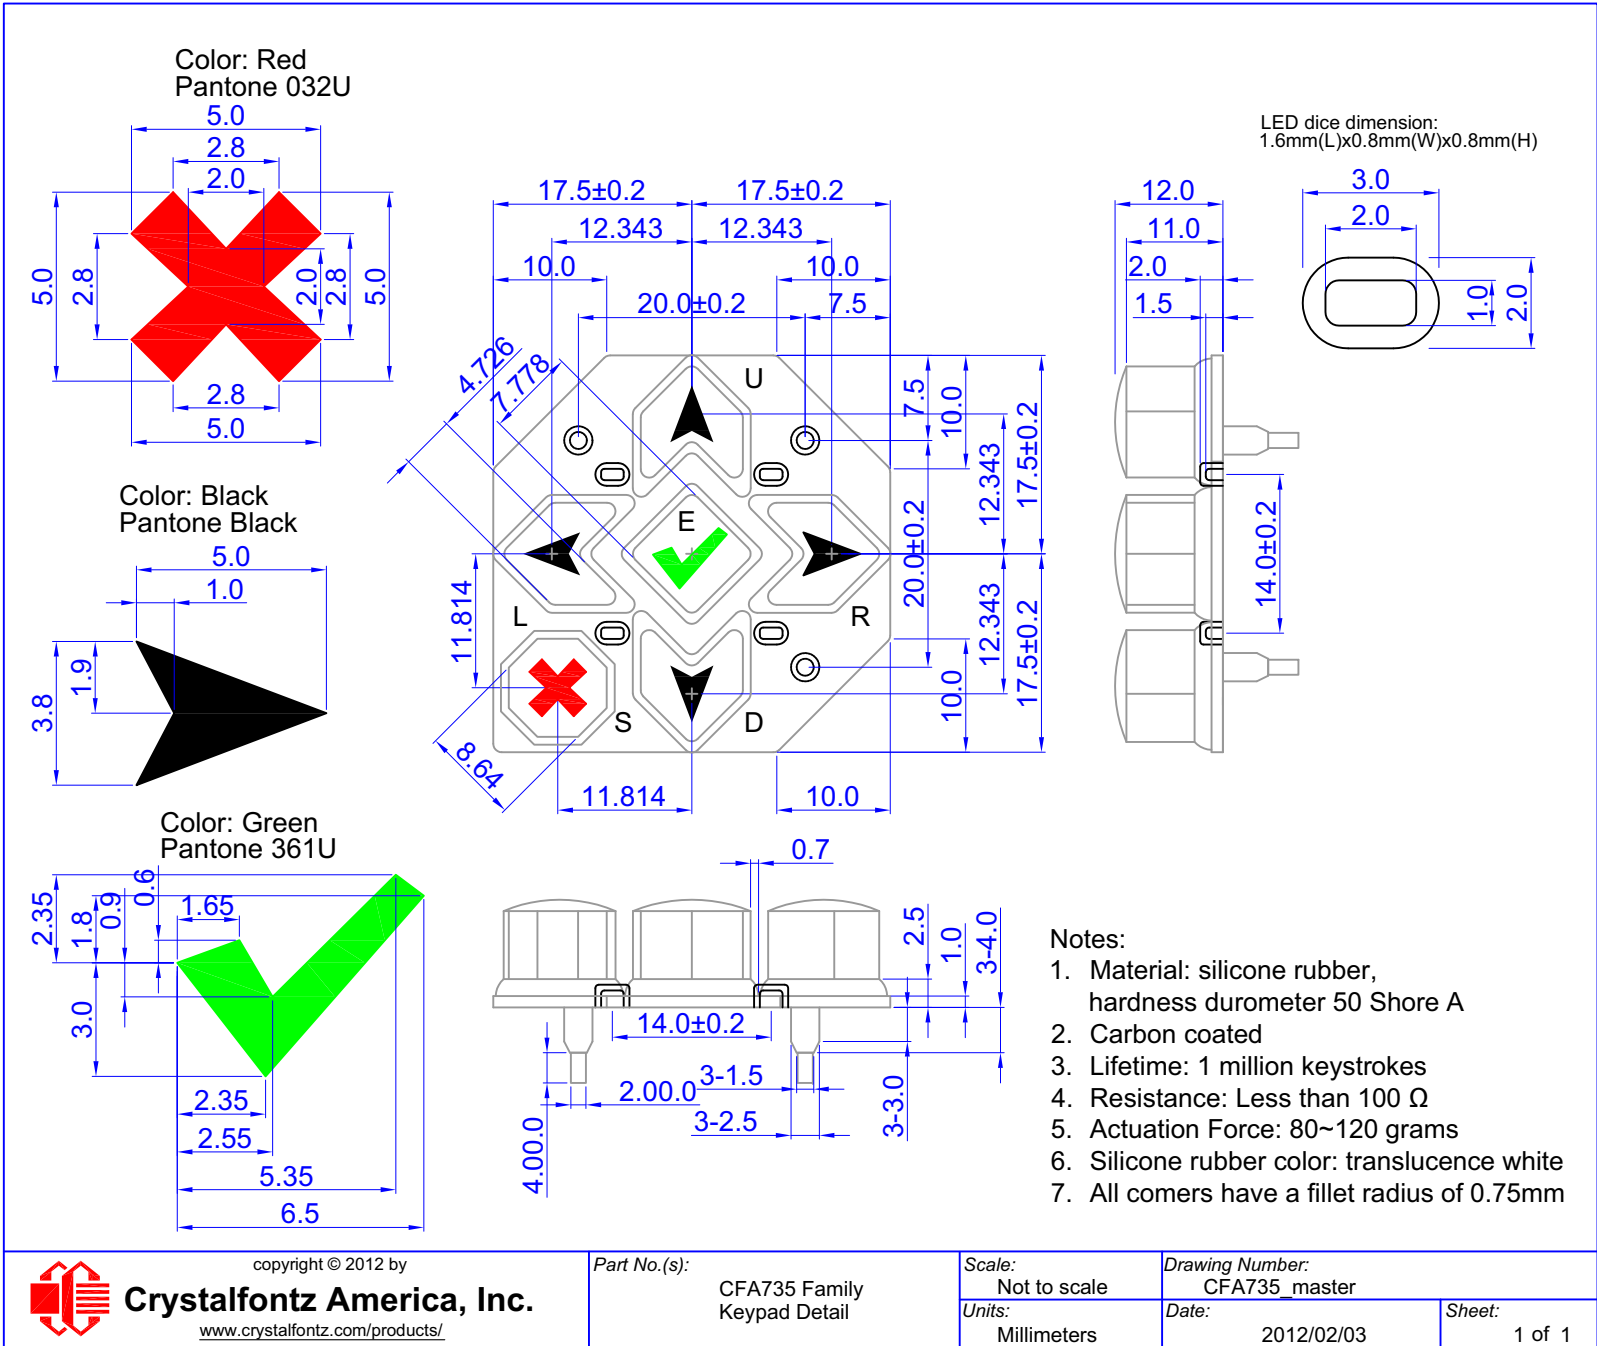 Color: Red
Pantone 032U
5.0
2.8
2.0
5.0
2.8
2.0
2.8
5.0
2.8
5.0
Color: Black
Pantone Black
5.0
1.0
1.9
3.8
Color: Green
Pantone 361U
2.35
1.8
0.9
0.6
1.65
3.0
2.35
2.55
5.35
6.5
17.5±0.2
17.5±0.2
12.343
12.343
10.0
10.0
20.0±0.2
7.5
4.726
7.778
U
E
L
R
S
D
7.5
10.0
12.343
17.5±0.2
20.0±0.2
12.343
17.5±0.2
10.0
11.814
8.64
11.814
10.0
12.0
11.0
2.0
1.5
14.0±0.2
LED dice dimension:
1.6mm(L)x0.8mm(W)x0.8mm(H)
3.0
2.0
1.0
2.0
0.7
2.5
1.0
3-4.0
14.0±0.2
2.00.0
3-1.5
3-2.5
3-3.0
4.00.0
Notes:
1. Material: silicone rubber,
hardness durometer 50 Shore A
2. Carbon coated
3. Lifetime: 1 million keystrokes
4. Resistance: Less than 100 Ω
5. Actuation Force: 80~120 grams
6. Silicone rubber color: translucence white
7. All comers have a fillet radius of 0.75mm
copyright © 2012 by
Crystalfontz America, Inc.
www.crystalfontz.com/products/
Part No.(s):
CFA735 Family
Keypad Detail
Scale:
Not to scale
Drawing Number:
CFA735_master
Units:
Millimeters
Date:
2012/02/03
Sheet:
1 of 1